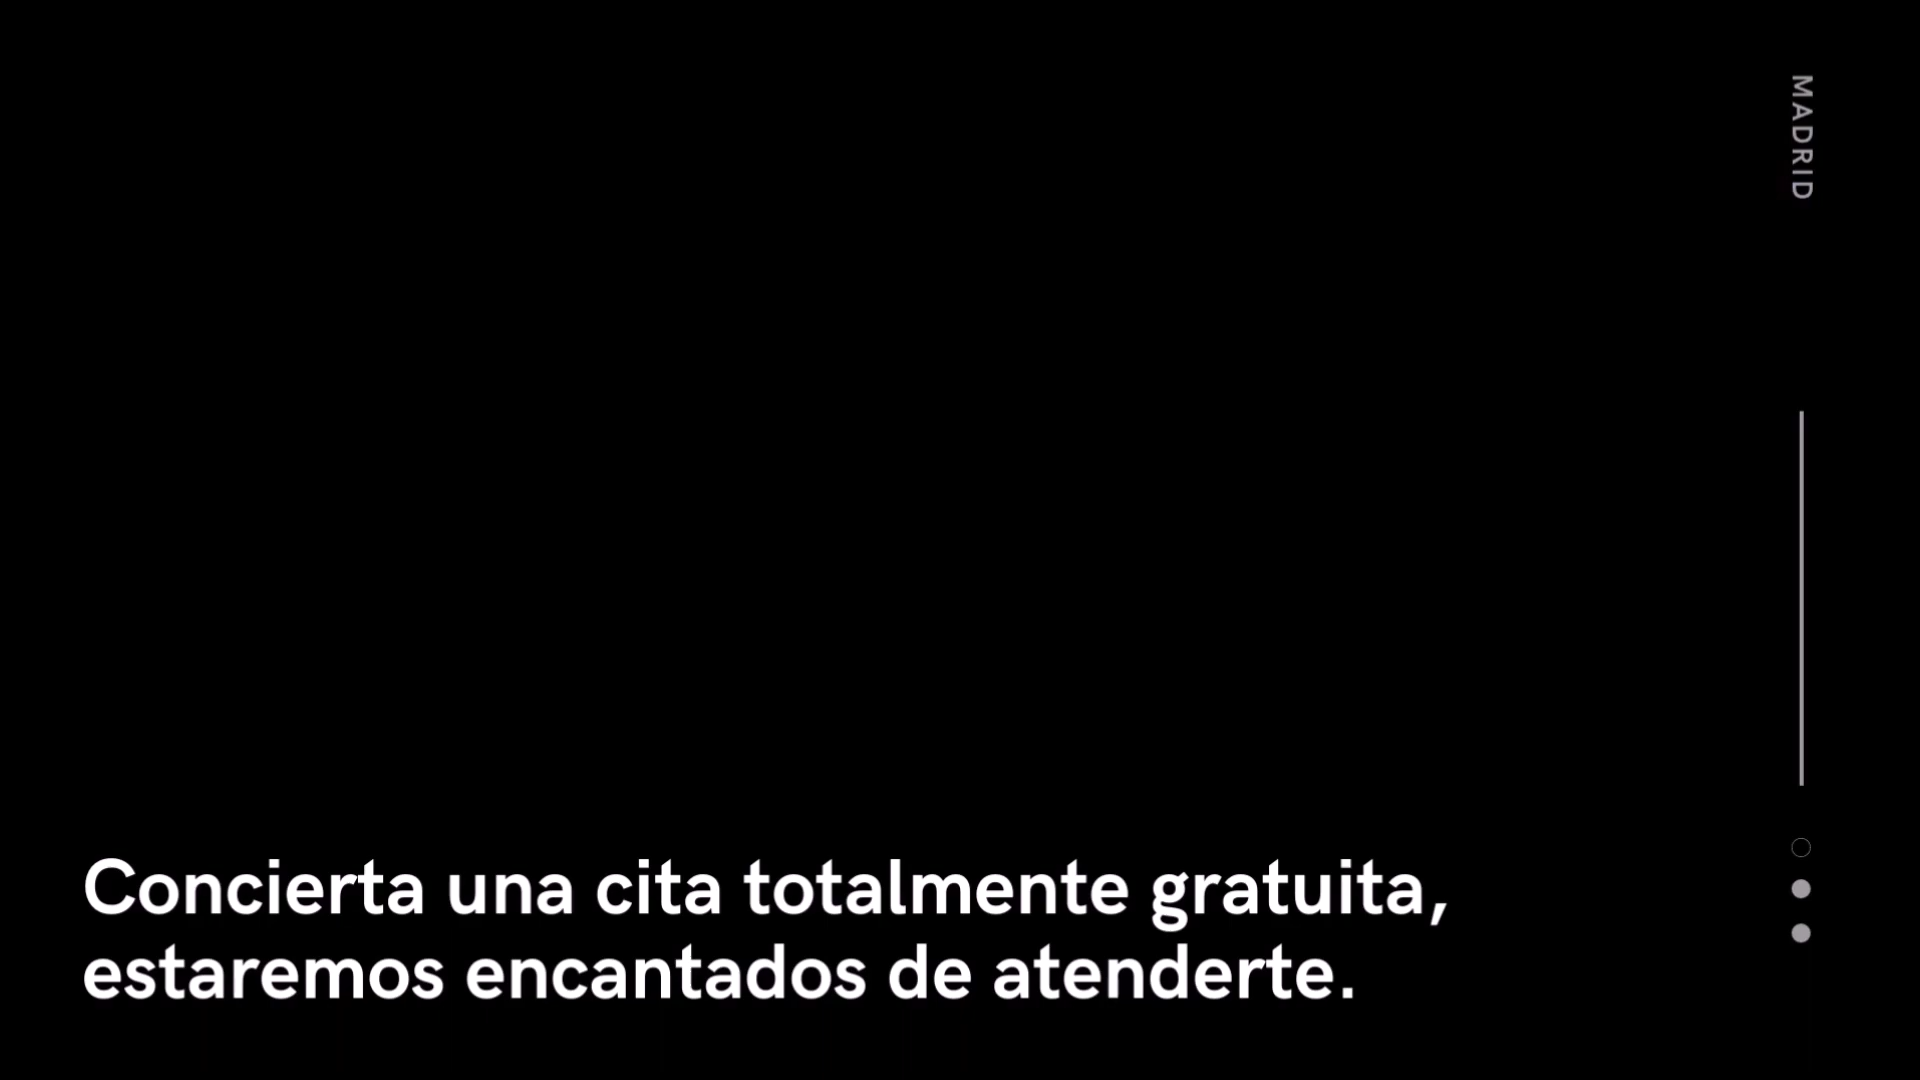 MADRID
Concierta una cita totalmente gratuita,
estaremos encantados de atenderte.